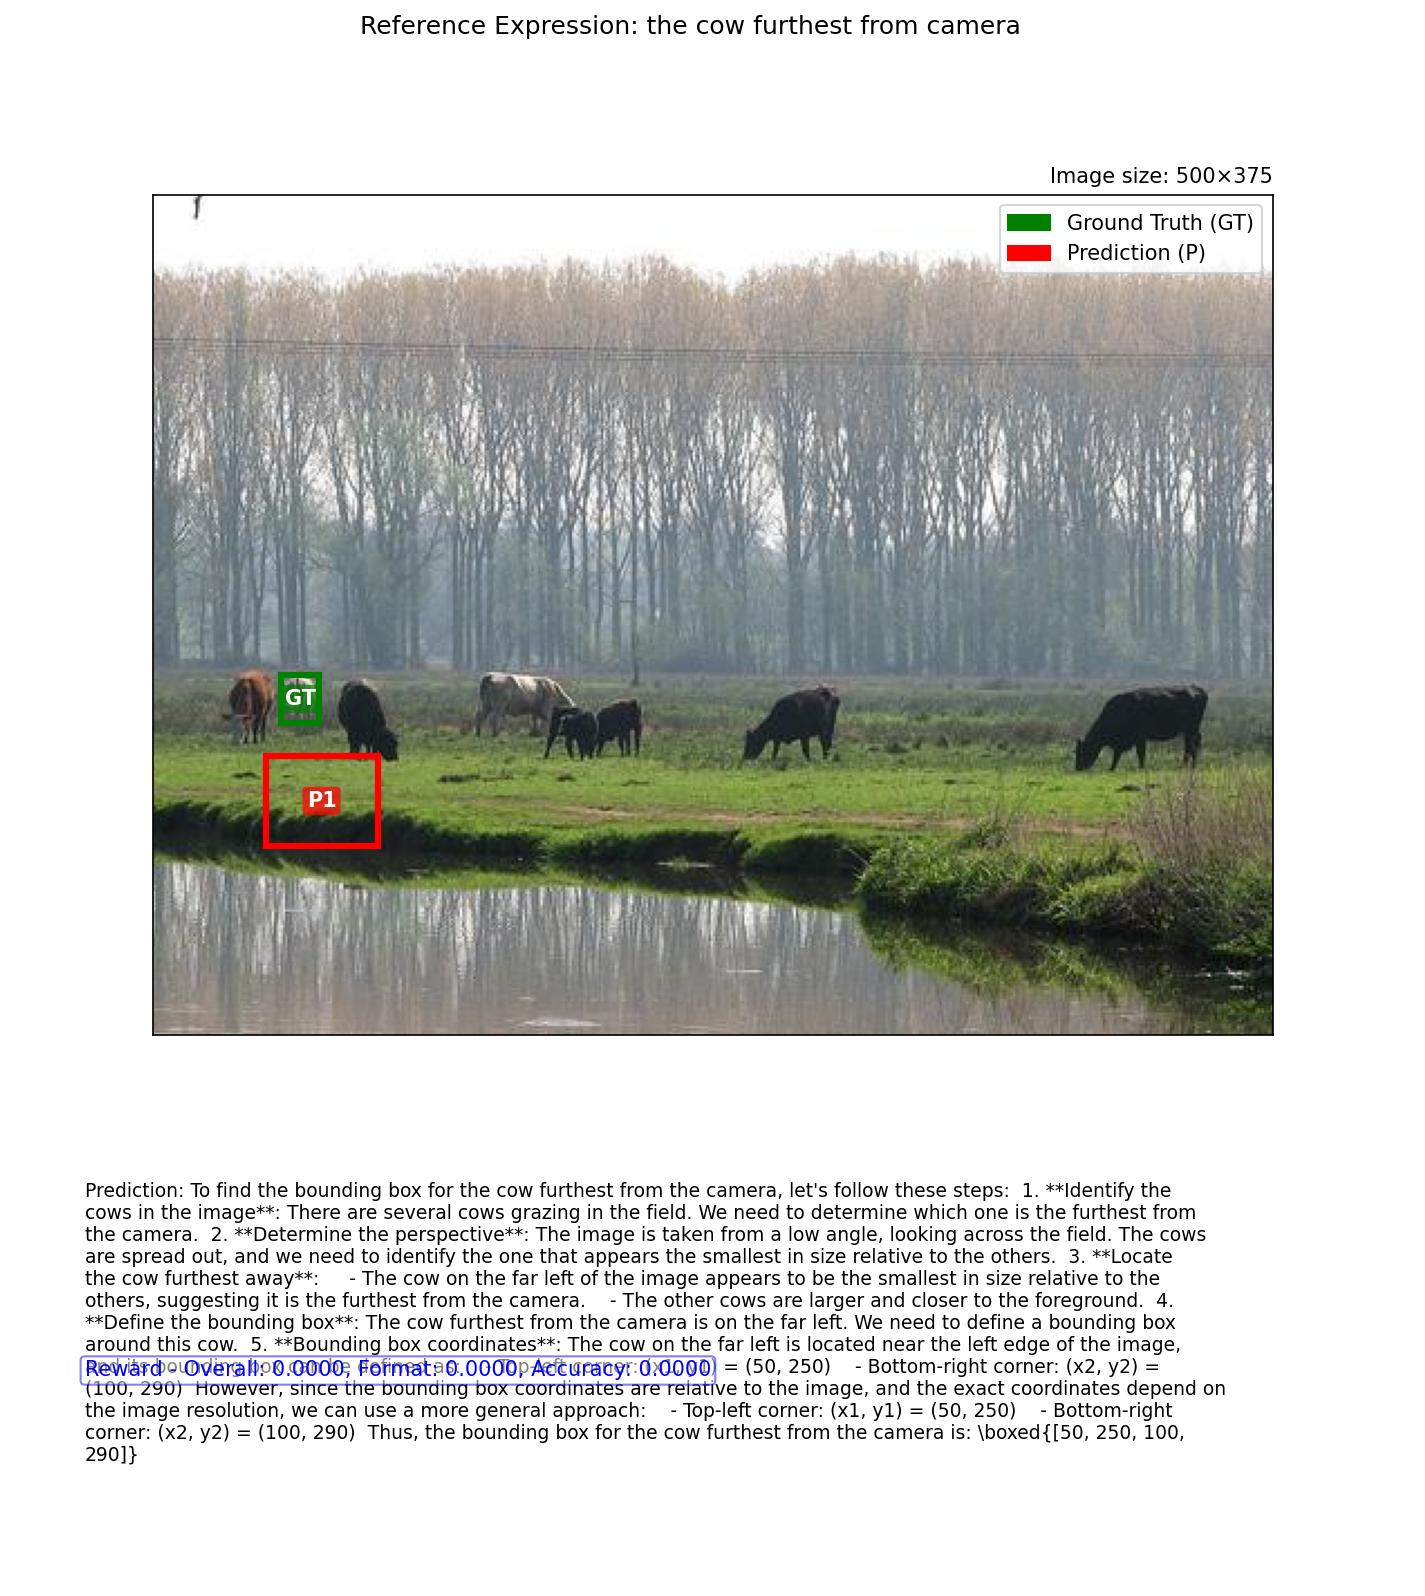 Reference Expression: the cow furthest from camera
Image size: 500×375
Ground Truth (GT)
Prediction (P)
GT
P1
Prediction: To find the bounding box for the cow furthest from the camera, let's follow these steps:  1. **Identify the
cows in the image**: There are several cows grazing in the field. We need to determine which one is the furthest from
the camera.  2. **Determine the perspective**: The image is taken from a low angle, looking across the field. The cows
are spread out, and we need to identify the one that appears the smallest in size relative to the others.  3. **Locate
the cow furthest away**:     - The cow on the far left of the image appears to be the smallest in size relative to the
others, suggesting it is the furthest from the camera.    - The other cows are larger and closer to the foreground.  4.
**Define the bounding box**: The cow furthest from the camera is on the far left. We need to define a bounding box
around this cow.  5. **Bounding box coordinates**: The cow on the far left is located near the left edge of the image,
and its bounding box can be defined as:    - Top-left corner: (x1, y1) = (50, 250)    - Bottom-right corner: (x2, y2) =
Reward - Overall: 0.0000, Format: 0.0000, Accuracy: 0.0000
(100, 290)  However, since the bounding box coordinates are relative to the image, and the exact coordinates depend on
the image resolution, we can use a more general approach:    - Top-left corner: (x1, y1) = (50, 250)    - Bottom-right
corner: (x2, y2) = (100, 290)  Thus, the bounding box for the cow furthest from the camera is: \boxed{[50, 250, 100,
290]}